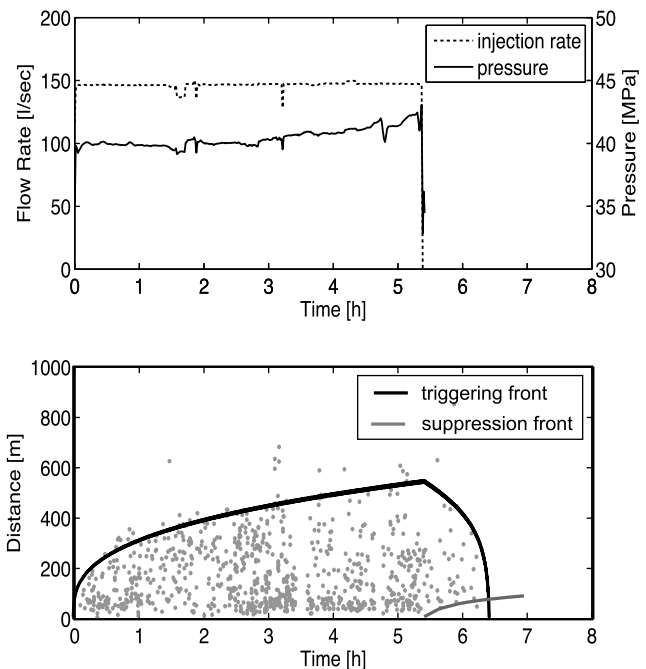 200
150
100
50
0
Flow Rate [l/sec]
50
45
40
35
30
Pressure [MPa]
injection rate
pressure
0 1 2 3 4 5 6 7 8
Time [h]
1000
800
600
400
200
0
Distance [m]
triggering front
suppression front
0 1 2 3 4 5 6 7 8
Time [h]